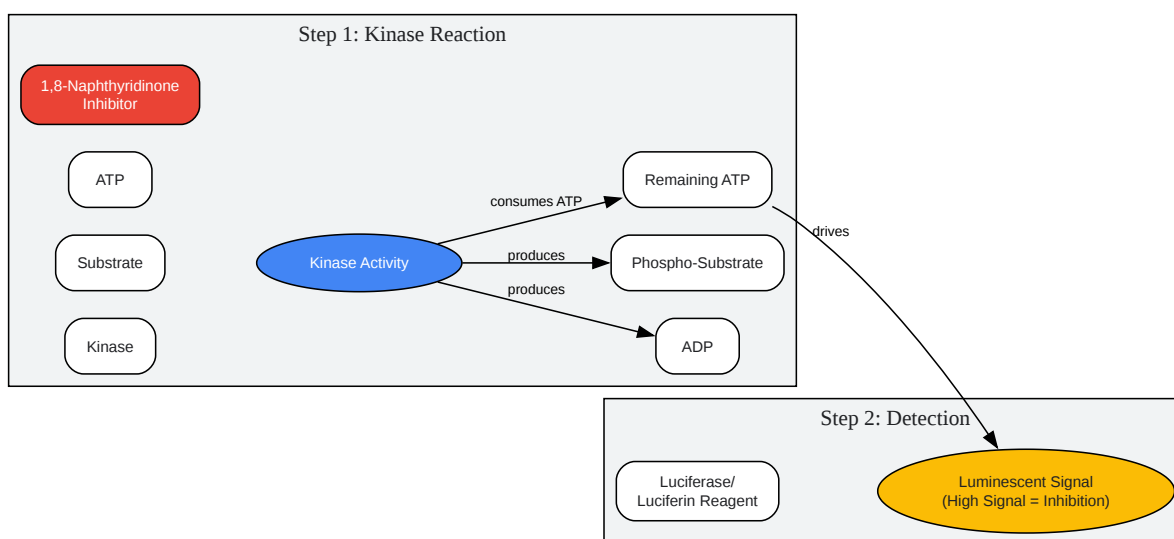 Step 1: Kinase Reaction
1,8-Naphthyridinone
Inhibitor
ATP
Substrate
Kinase
Kinase Activity
consumes ATP
produces
produces
Remaining ATP
Phospho-Substrate
ADP
drives
Step 2: Detection
Luciferase/
Luciferin Reagent
Luminescent Signal
(High Signal = Inhibition)